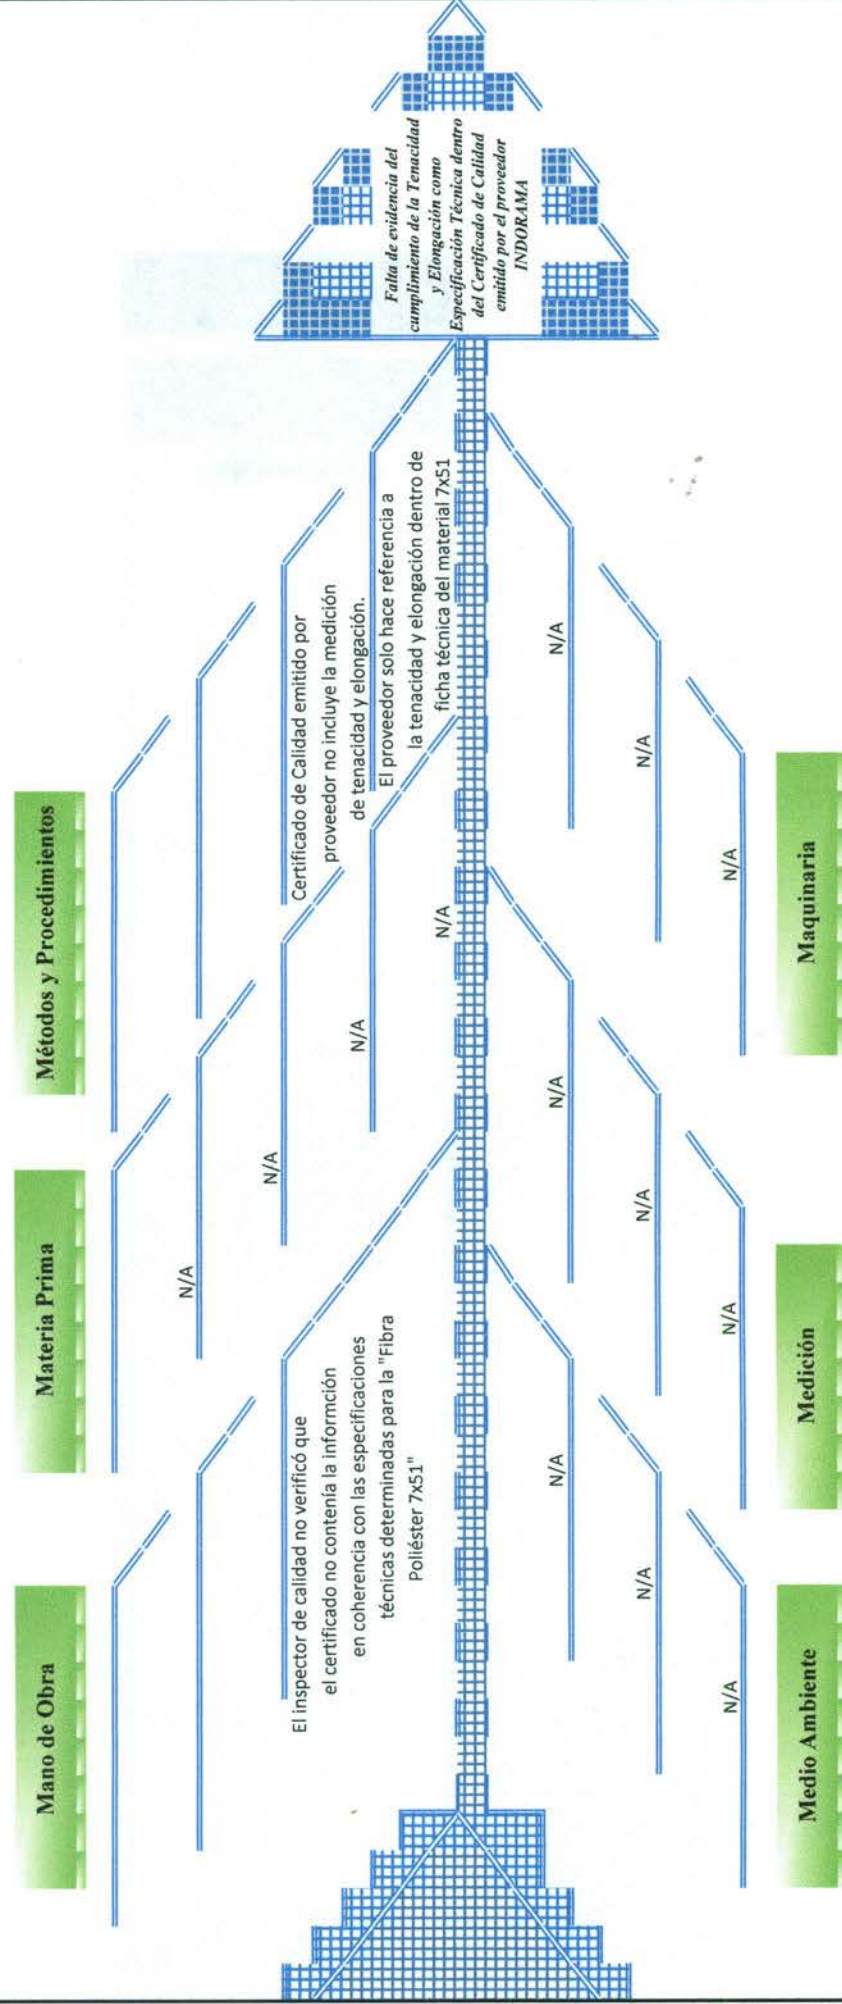 Mano de Obra
Materia Prima
Métodos y Procedimientos
El inspector de calidad no verificó que
el certificado no contenía la informción
en coherencia con las especificaciones
técnicas determinadas para la "Fibra
Poliéster 7x51"
N/A
N/A
N/A
N/A
Certificado de Calidad emitido por
proveedor no incluye la medición
de tenacidad y elongación.
El proveedor solo hace referencia a
la tenacidad y elongación dentro de
ficha técnica del material 7x51
Falta de evidencia del
cumplimiento de la Tenacidad
y Elongación como
Especificación Técnica dentro
del Certificado de Calidad
emitido por el proveedor
INDORAMA
N/A
N/A
N/A
N/A
N/A
N/A
N/A
N/A
N/A
Medio Ambiente
Medición
Maquinaria